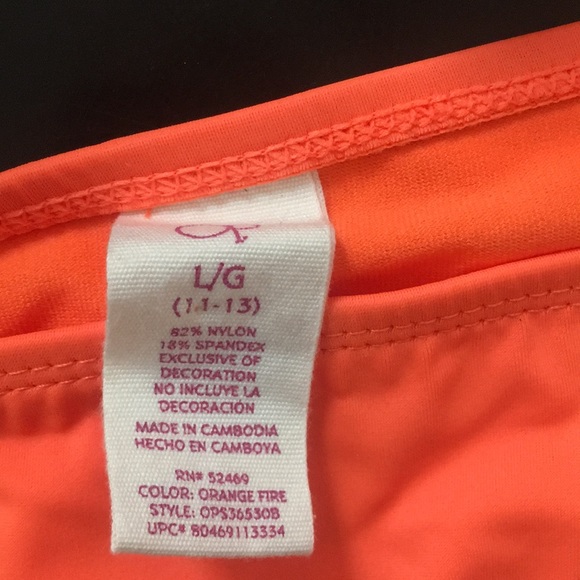 L/G
(11-13)
82% NYLON
18% SPANDEX
EXCLUSIVE OF
DECORATION
NO INCLUYE LA
DECORACIÓN
MADE IN CAMBODIA
HECHO EN CAMBOYA
RN# 52469
COLOR: ORANGE FIRE
STYLE: OPS36530B
UPC# 80469113334